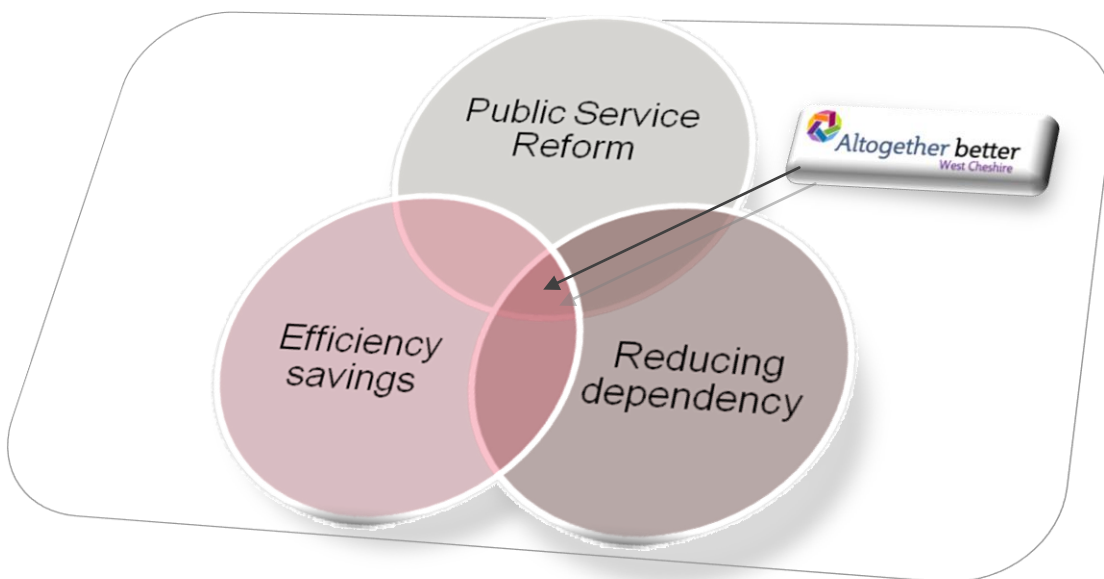 Public Service
Reform
Altogether better
West Cheshire
Efficiency
savings
Reducing
dependency